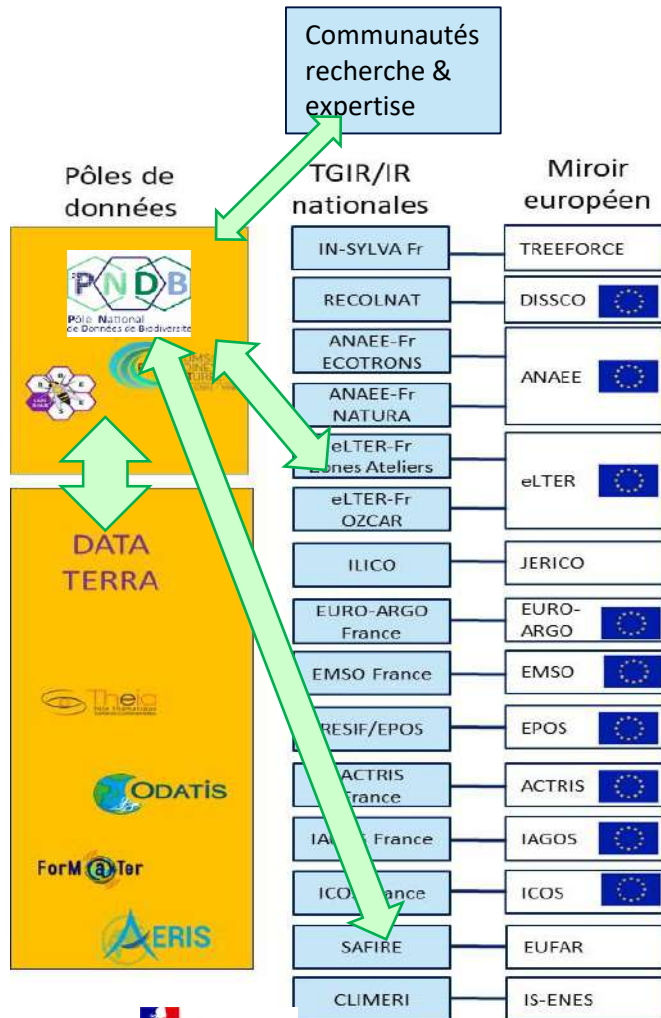 Communautés
recherche &
expertise
Pôles de
données
TGIR/IR
nationales
Miroir
européen
PNDB
Pôle National
de Données de Biodiversité
DATA
TERRA
Theia
ODATIS
ForM@Ter
AERIS
IN-SYLVA Fr
TREEFORCE
RECOLNAT
DISSCO
ANAEE-Fr
ECOTRONS
ANAEE-Fr
NATURA
ANAEE
eLTER-Fr
Zones Ateliers
eLTER-Fr
OZCAR
eLTER
ILICO
JERICO
EURO-ARGO
France
EURO-
ARGO
EMSO France
EMSO
RESIF/EPOS
EPOS
ACTRIS
France
ACTRIS
IAGOS France
IAGOS
ICOS France
ICOS
SAFIRE
EUFAR
CLIMERI
IS-ENES